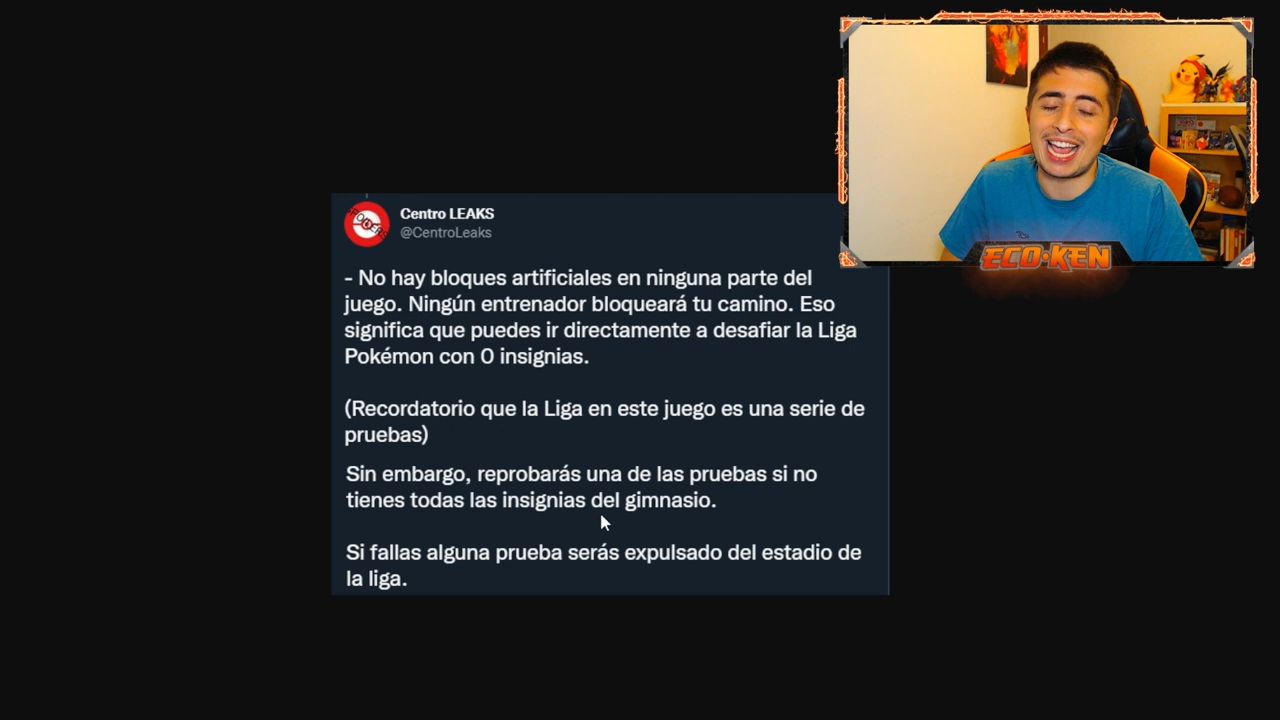 Centro LEAKS
@CentroLeaks
- No hay bloques artificiales en ninguna parte del
juego. Ningún entrenador bloqueará tu camino. Eso
significa que puedes ir directamente a desafiar la Liga
Pokémon con 0 insignias.
(Recordatorio que la Liga en este juego es una serie de
pruebas)
Sin embargo, reprobarás una de las pruebas si no
tienes todas las insignias del gimnasio.
Si fallas alguna prueba serás expulsado del estadio de
la liga.
ECO·KEN